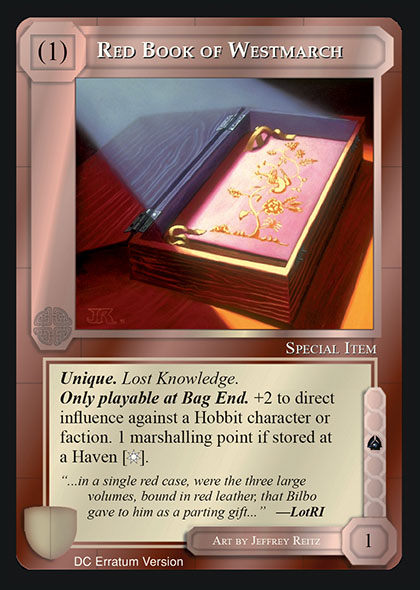 (1) Red Book of Westmarch
JR
Special Item
Unique. Lost Knowledge.
Only playable at Bag End. +2 to direct
influence against a Hobbit character or
faction. 1 marshalling point if stored at
a Haven [☼].
“...in a single red case, were the three large
volumes, bound in red leather, that Bilbo
gave to him as a parting gift...” —LotRI
Art by Jeffrey Reitz
1
DC Erratum Version